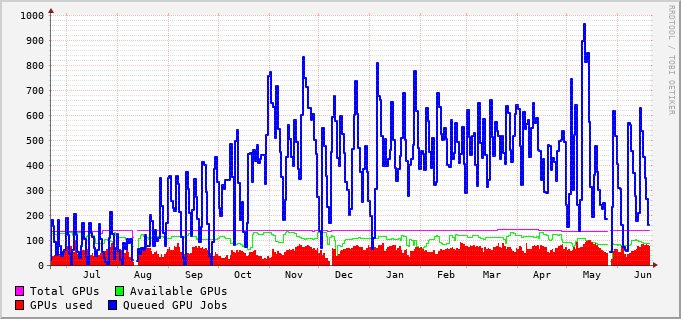 1000
900
800
700
600
500
400
300
200
100
0
Jul Aug Sep Oct Nov Dec Jan Feb Mar Apr May Jun
Total GPUs Available GPUs
GPUs used Queued GPU Jobs
RRDTOOL / TOBI OETIKER